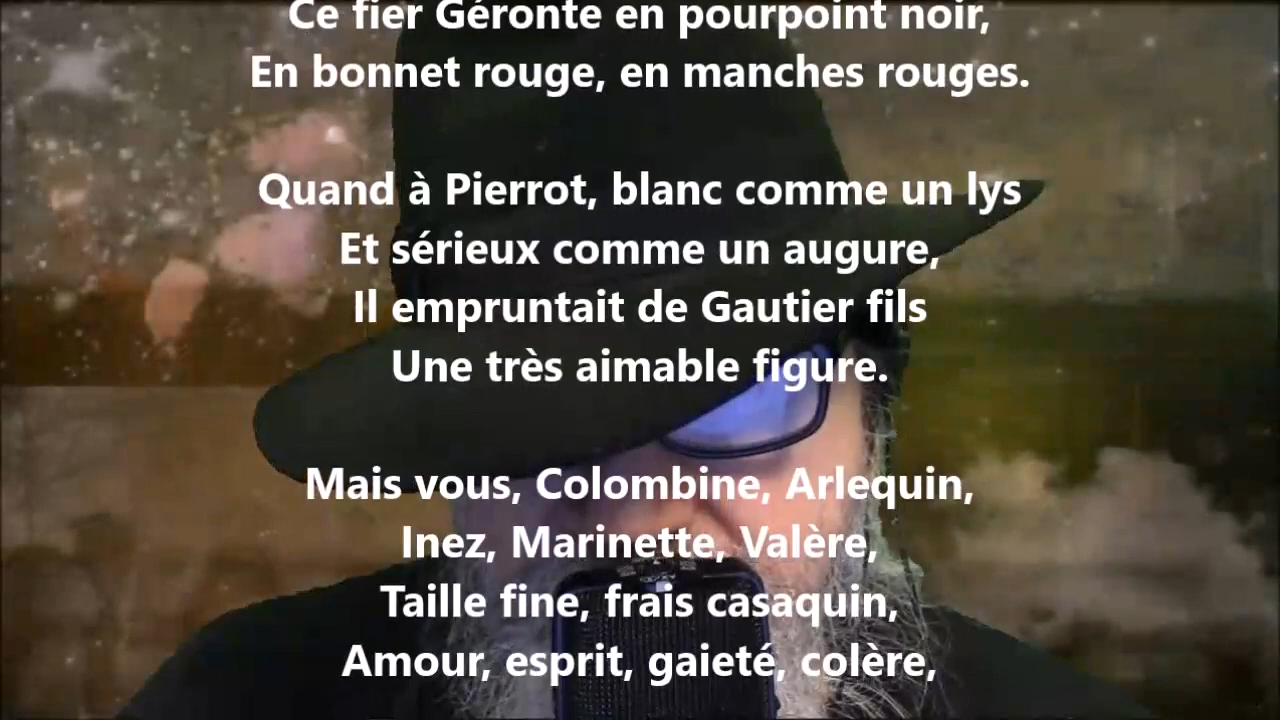 Ce fier Géronte en pourpoint noir,
En bonnet rouge, en manches rouges.
Quand à Pierrot, blanc comme un lys
Et sérieux comme un augure,
Il empruntait de Gautier fils
Une très aimable figure.
Mais vous, Colombine, Arlequin,
Inez, Marinette, Valère,
Taille fine, frais casaquin,
Amour, esprit, gaieté, colère,